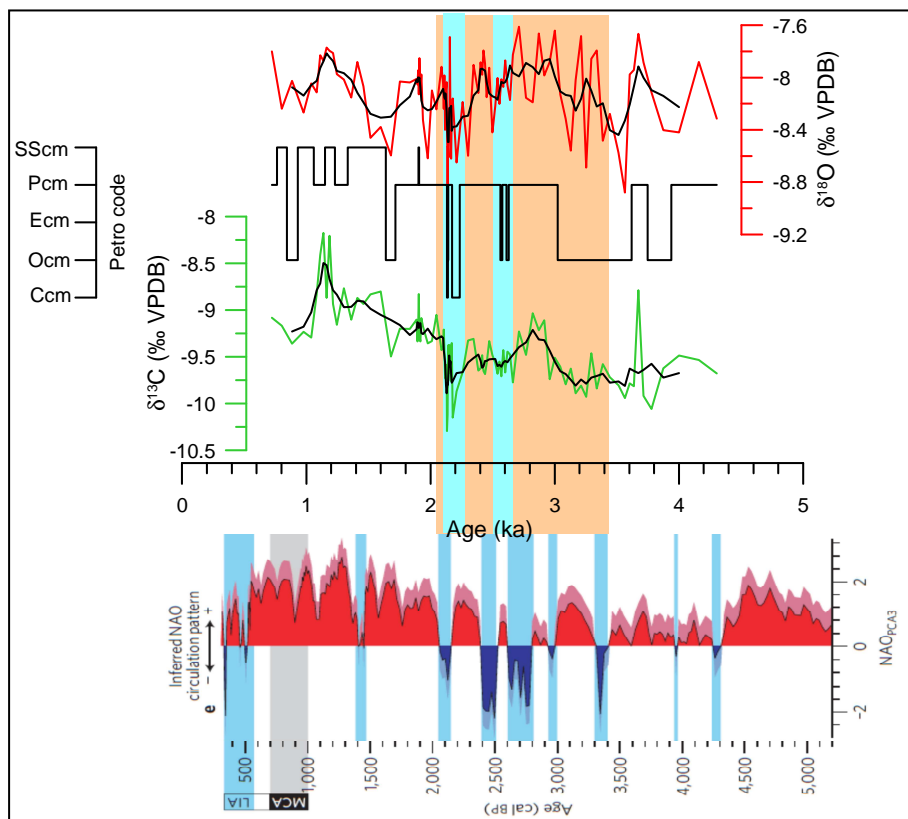 -7.6
-8
-8.4
-8.8
-9.2
δ18O (‰ VPDB)
SScm
Pcm
Ecm
Ocm
Ccm
Petro code
-8
-8.5
-9
-9.5
-10
-10.5
δ13C (‰ VPDB)
0 1 2 3 4 5
Age (ka)
e
Inferred NAO
circulation pattern
– +
2
0
-2
NAOPCA3
500 1,000 1,500 2,000 2,500 3,000 3,500 4,000 4,500 5,000
Age (cal BP)
LIA
MCA